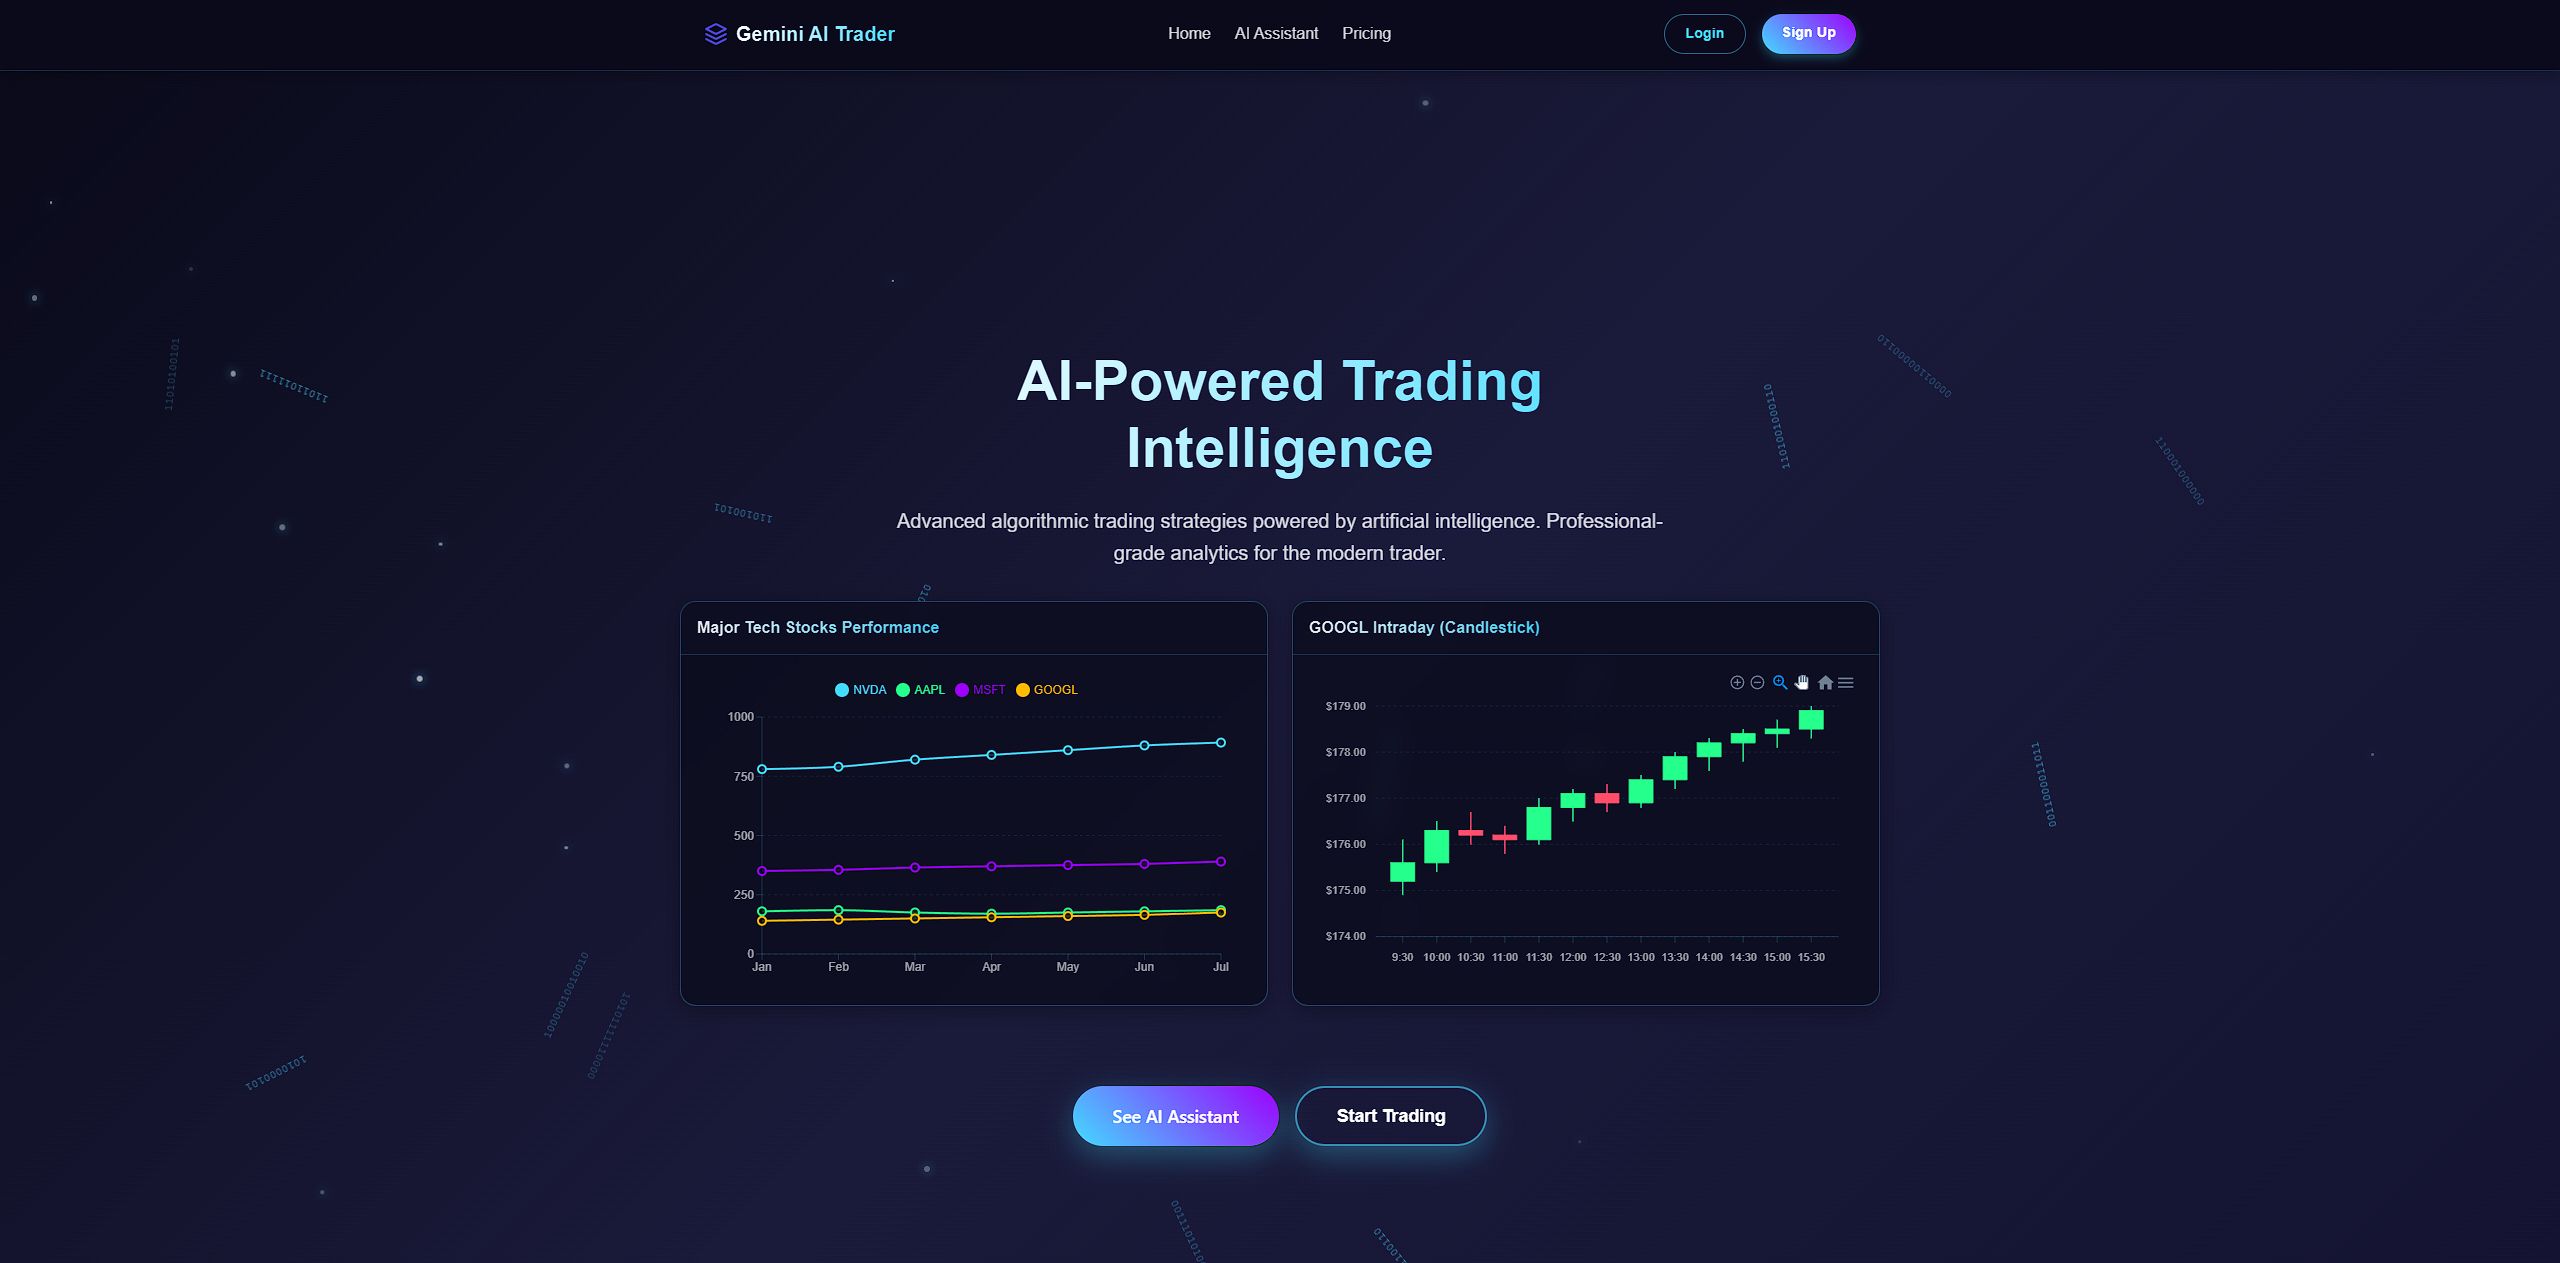 Gemini AI Trader
Home
AI Assistant
Pricing
Login
Sign Up
AI-Powered Trading
Intelligence
Advanced algorithmic trading strategies powered by artificial intelligence. Professional-
grade analytics for the modern trader.
Major Tech Stocks Performance
NVDA
AAPL
MSFT
GOOGL
1000
750
500
250
0
Jan
Feb
Mar
Apr
May
Jun
Jul
GOOGL Intraday (Candlestick)
$179.00
$178.00
$177.00
$176.00
$175.00
$174.00
9:30
10:00
10:30
11:00
11:30
12:00
12:30
13:00
13:30
14:00
14:30
15:00
15:30
See AI Assistant
Start Trading